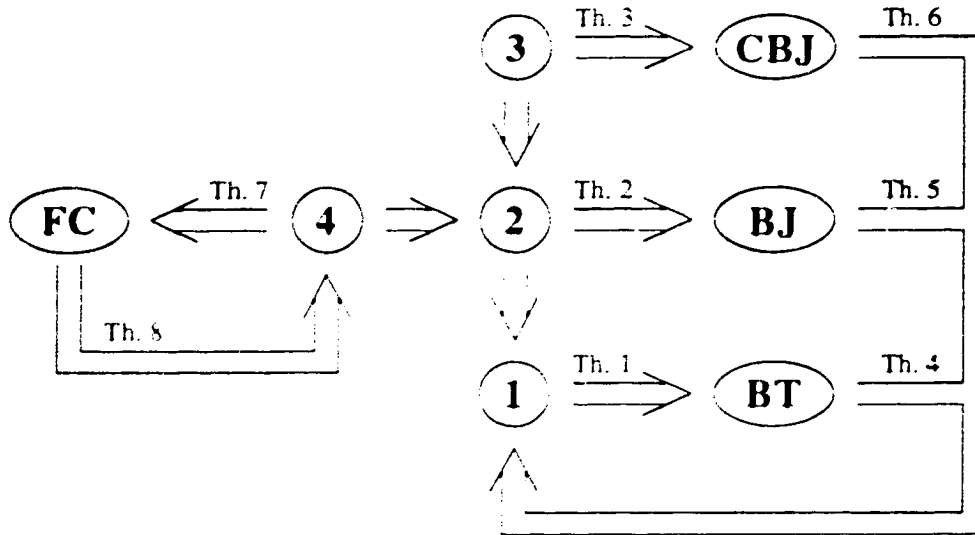 3 Th. 3 CBJ Th. 6
FC Th. 7 4 2 Th. 2 BJ Th. 5
Th. 8
1 Th. 1 BT Th. 4